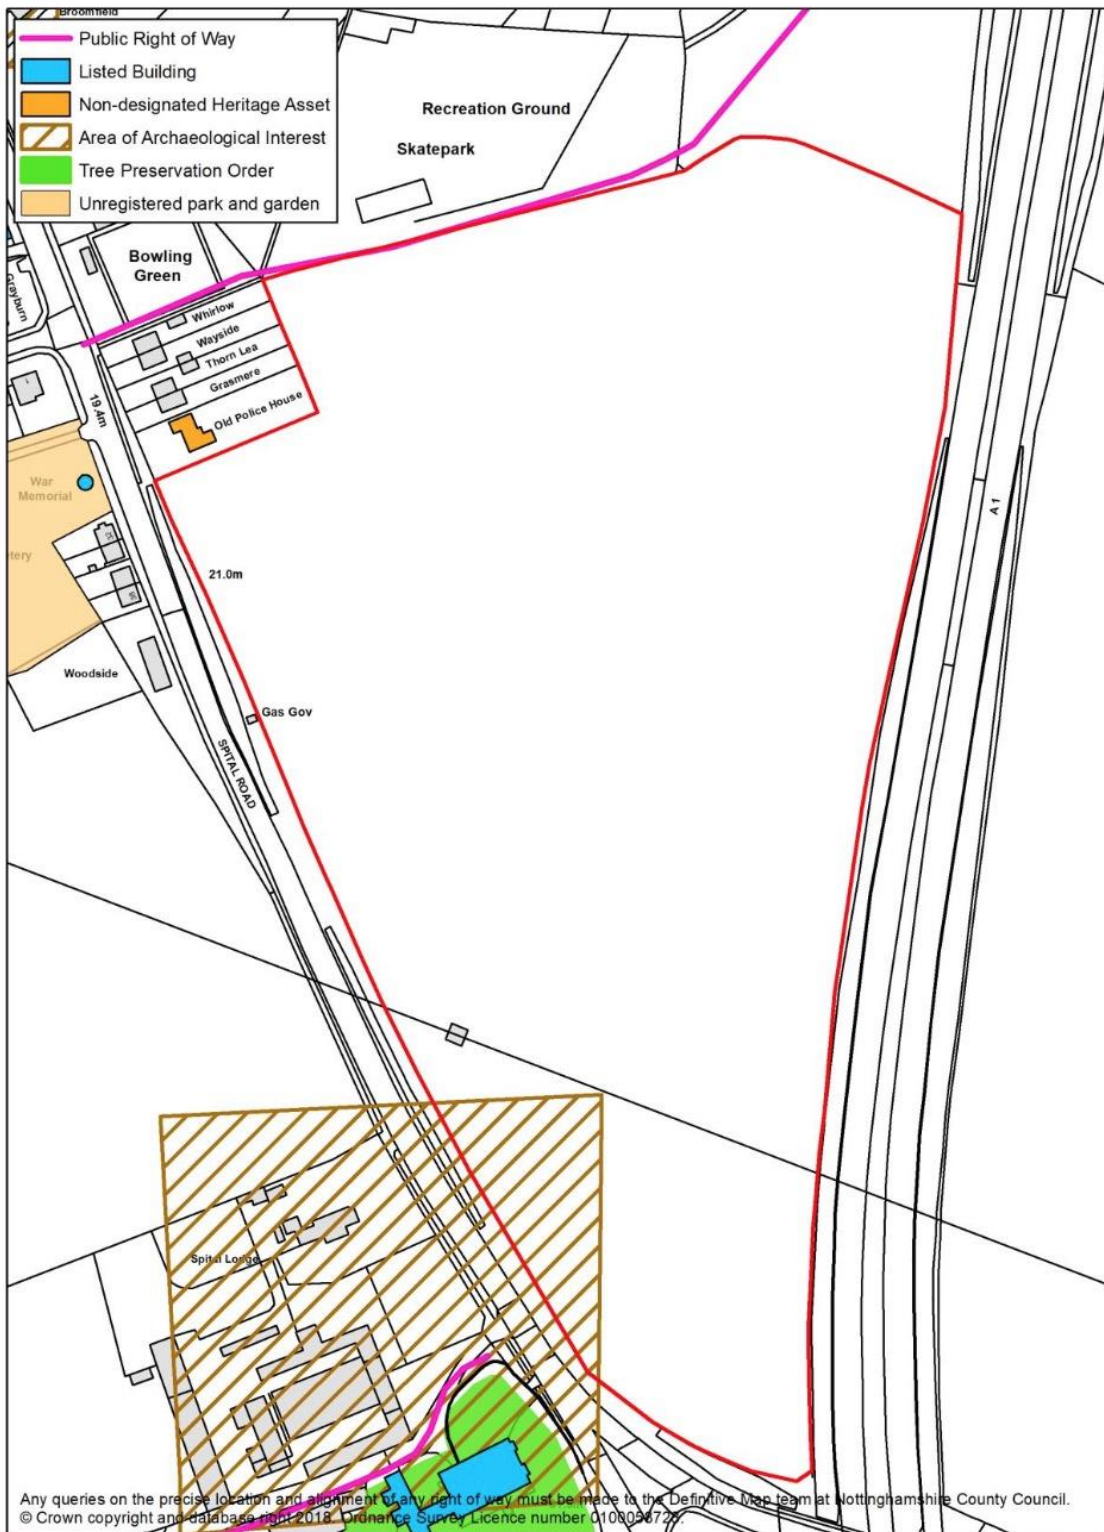 Broomfield
Public Right of Way
Listed Building
Non-designated Heritage Asset
Area of Archaeological Interest
Tree Preservation Order
Unregistered park and garden
Recreation Ground
Skatepark
Bowling
Green
Grayburn
Whirlow
Wayside
Thorn Lea
Grasmere
Old Police House
19.4m
War
Memorial
etery
A 1
21.0m
Woodside
Gas Gov
SPITAL ROAD
Spital Lodge
Any queries on the precise location and alignment of any right of way must be made to the Definitive Map team at Nottinghamshire County Council.
© Crown copyright and database right 2018. Ordnance Survey Licence number